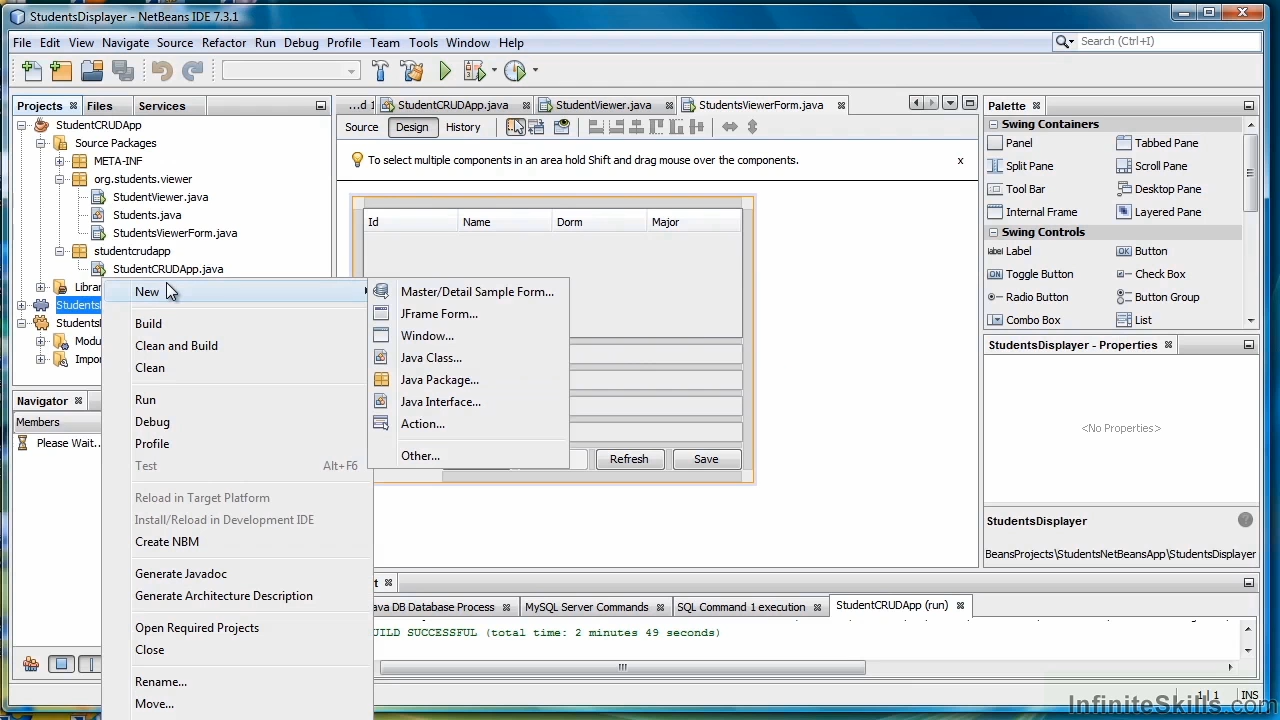 StudentsDisplayer - NetBeans IDE 7.3.1
File Edit View Navigate Source Refactor Run Debug Profile Team Tools Window Help
Search (Ctrl+I)
Projects Files Services
...d 1 StudentCRUDApp.java StudentViewer.java StudentsViewerForm.java
Source Design History
To select multiple components in an area hold Shift and drag mouse over the components. x
StudentCRUDApp
Source Packages
META-INF
org.students.viewer
StudentViewer.java
Students.java
StudentsViewerForm.java
studentcrudapp
StudentCRUDApp.java
Librar
Students
Students
Modu
Impor
Navigator
Members
Please Wait..
Id Name Dorm Major
Refresh Save
New
Build
Clean and Build
Clean
Run
Debug
Profile
Test Alt+F6
Reload in Target Platform
Install/Reload in Development IDE
Create NBM
Generate Javadoc
Generate Architecture Description
Open Required Projects
Close
Rename...
Move...
Master/Detail Sample Form...
JFrame Form...
Window...
Java Class...
Java Package...
Java Interface...
Action...
Other...
Palette
Swing Containers
Panel Tabbed Pane
Split Pane Scroll Pane
Tool Bar Desktop Pane
Internal Frame Layered Pane
Swing Controls
Label Button
Toggle Button Check Box
Radio Button Button Group
Combo Box List
StudentsDisplayer - Properties
<No Properties>
StudentsDisplayer
BeansProjects\StudentsNetBeansApp\StudentsDisplayer
t
ava DB Database Process MySQL Server Commands SQL Command 1 execution StudentCRUDApp (run)
UILD SUCCESSFUL (total time: 2 minutes 49 seconds)
1 | 1 INS
InfiniteSkills.com